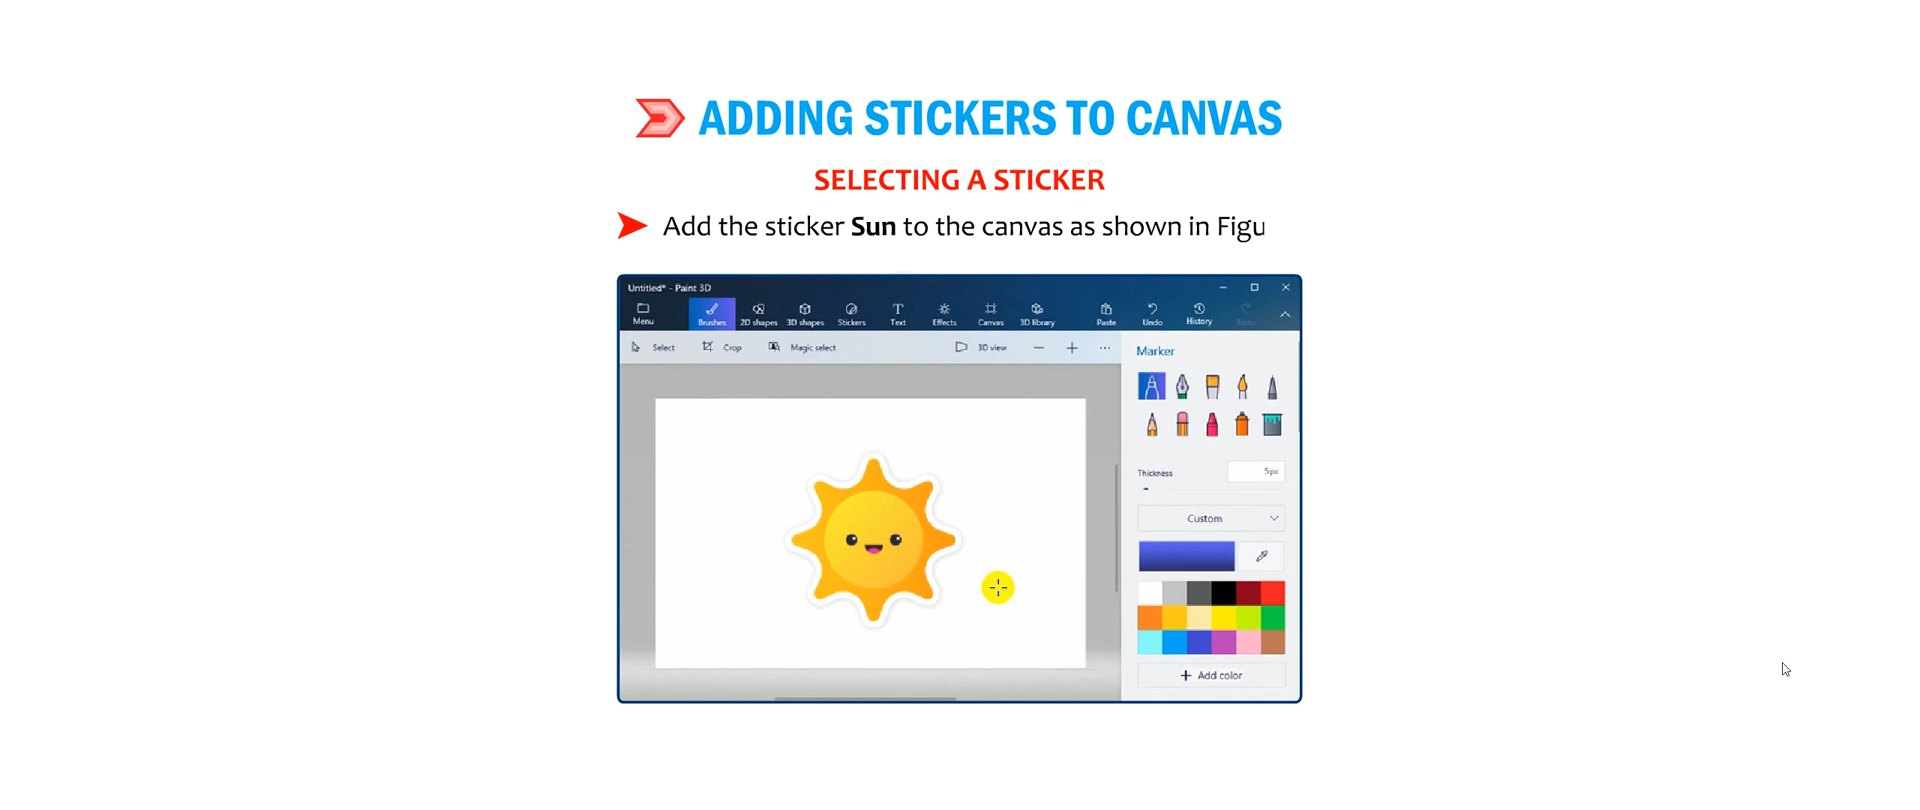 ADDING STICKERS TO CANVAS
SELECTING A STICKER
Add the sticker Sun to the canvas as shown in Figu
Untitled* - Paint 3D
Menu Brushes 2D shapes 3D shapes Stickers Text Effects Canvas 3D library Paste Undo History Redo
Select Crop Magic select 3D view
Marker
Thickness 5px
Custom
Add color